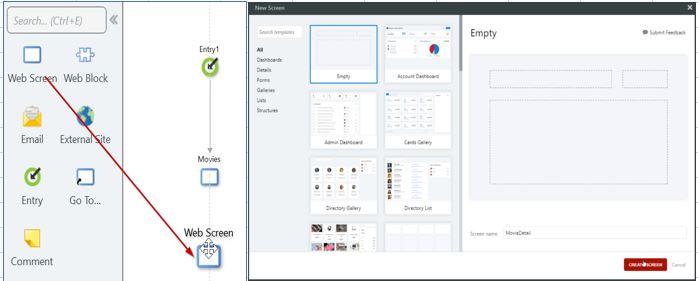 Search... (Ctrl+E)
Web Screen
Web Block
Email
External Site
Entry
Go To...
Comment
Entry1
Movies
Web Screen
New Screen
Search templates
All
Dashboards
Details
Forms
Galleries
Lists
Structures
Empty
Account Dashboard
Admin Dashboard
Cards Gallery
Directory Gallery
Directory List
Empty
Submit Feedback
Screen name
MovieDetail
CREATE SCREEN
Cancel